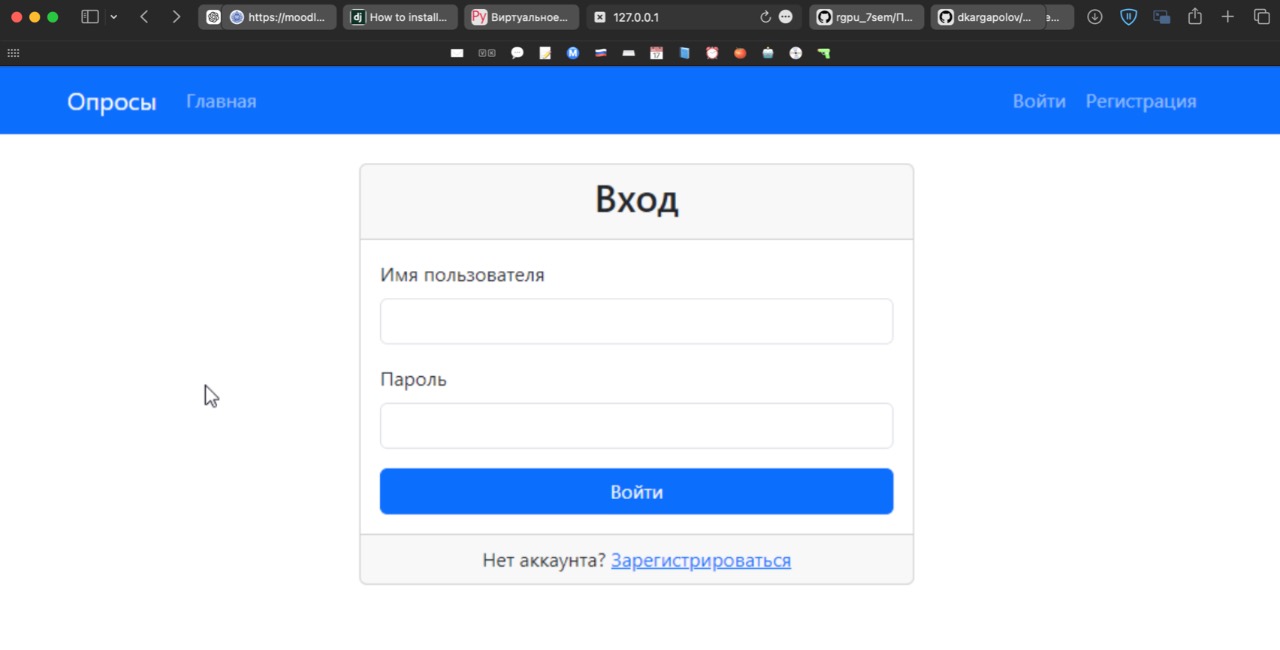 https://moodl...
How to install...
Виртуальное...
127.0.0.1
rgpu_7sem/П...
dkargapolov/...
Опросы Главная Войти Регистрация
Вход
Имя пользователя
Пароль
Войти
Нет аккаунта? Зарегистрироваться